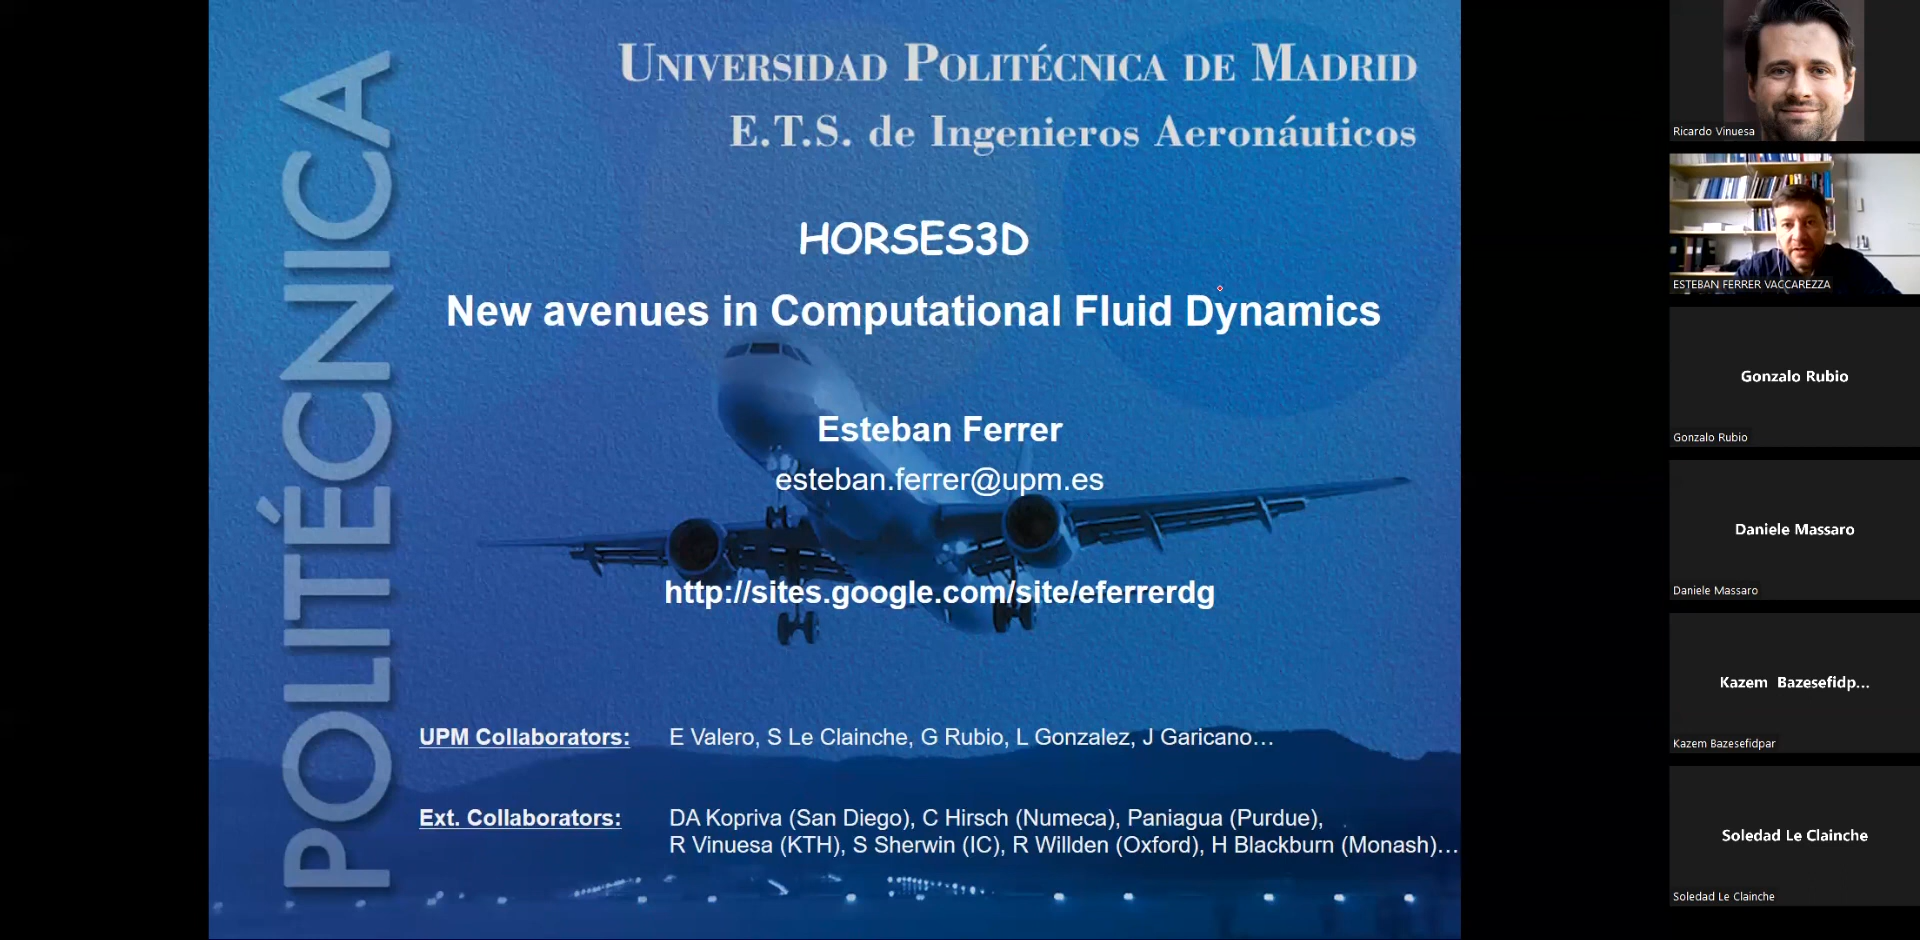 POLITÉCNICA
UNIVERSIDAD POLITÉCNICA DE MADRID
E.T.S. de Ingenieros Aeronáuticos
HORSES3D
New avenues in Computational Fluid Dynamics
Esteban Ferrer
esteban.ferrer@upm.es
http://sites.google.com/site/eferrerdg
UPM Collaborators: E Valero, S Le Clainche, G Rubio, L Gonzalez, J Garicano…
Ext. Collaborators: DA Kopriva (San Diego), C Hirsch (Numeca), Paniagua (Purdue),
R Vinuesa (KTH), S Sherwin (IC), R Willden (Oxford), H Blackburn (Monash)…
Ricardo Vinuesa
ESTEBAN FERRER VACCAREZZA
Gonzalo Rubio
Gonzalo Rubio
Daniele Massaro
Daniele Massaro
Kazem Bazesefidp...
Kazem Bazesefidpar
Soledad Le Clainche
Soledad Le Clainche